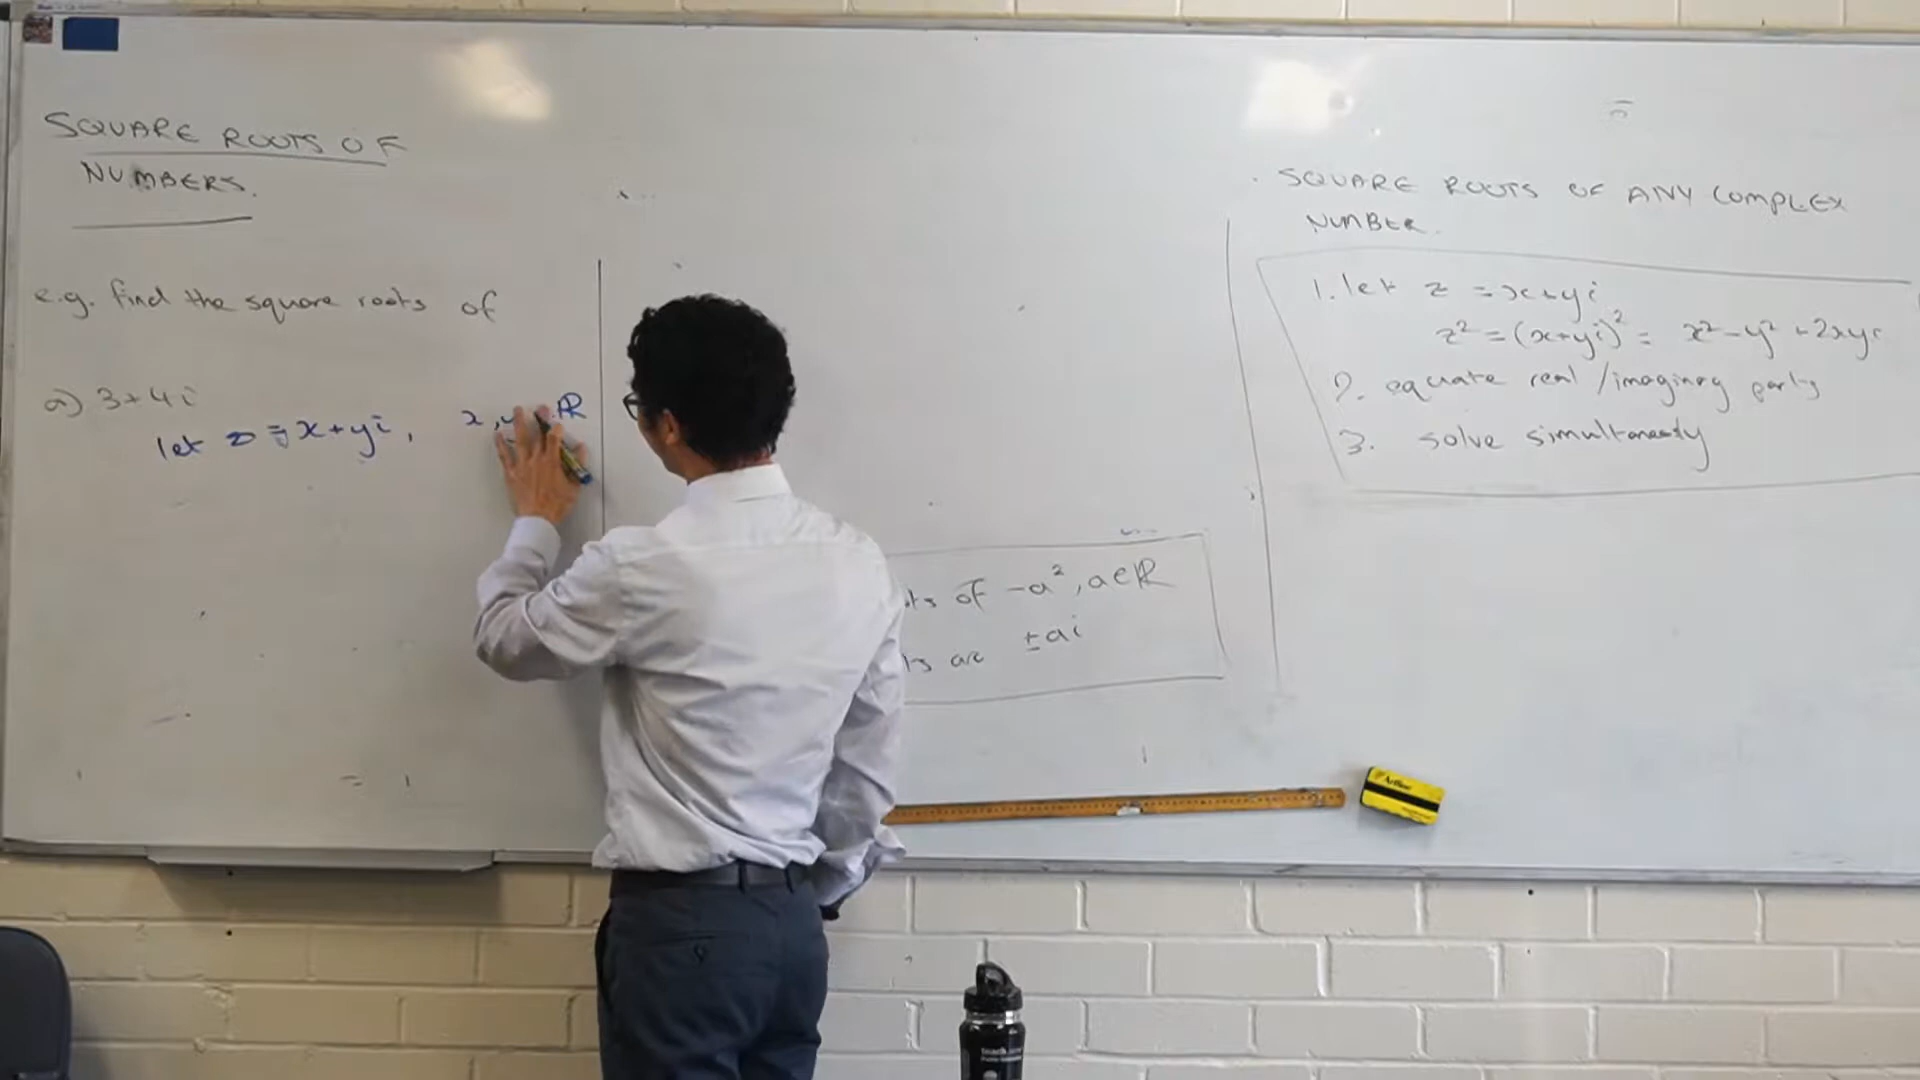 SQUARE ROOTS OF
NUMBERS.
e.g. find the square roots of
a) 3+4i
let z = x+yi, x,y ℝ
of -a², a∈ℝ
are ±ai
SQUARE ROOTS OF ANY COMPLEX
NUMBER.
1. let z = x+yi
z² = (x+yi)² = x²-y²+2xyi
2. equate real/imaginary parts
3. solve simultaneously
Artline
teach